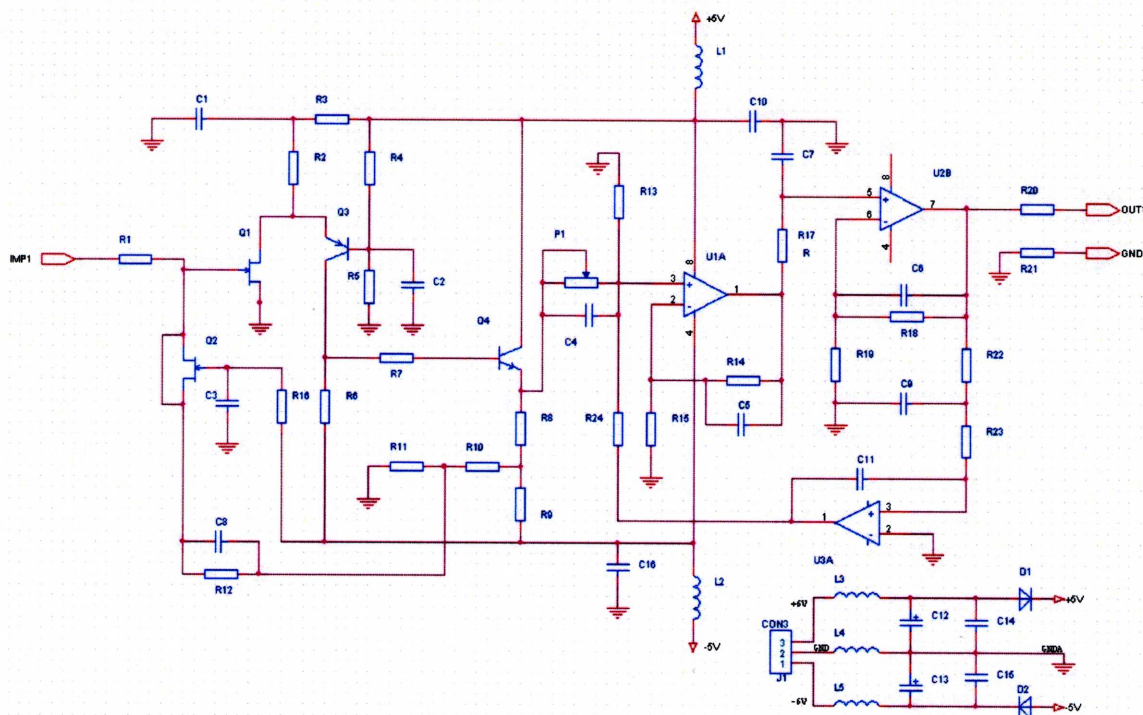 +5V
L1
C1
R3
C10
R2
R4
C7
U2B
8
R13
5
+
7
R20
OUT1
6
-
Q3
P1
R17
R
4
GND
R21
Q1
R1
IMP1
U1A
8
3
+
1
2
-
4
R5
C2
C6
R18
Q4
C4
Q2
R7
R14
R19
R22
C3
R16
R6
R8
R24
R15
C5
C9
R23
R11
R10
C11
R9
1
3
+
2
-
C8
R12
C16
L2
U3A
L3
D1
+5V
+5V
CON3
C12
C14
3
2
1
GND
L4
GNDA
J1
C13
C15
-5V
L5
D2
-5V
-5V